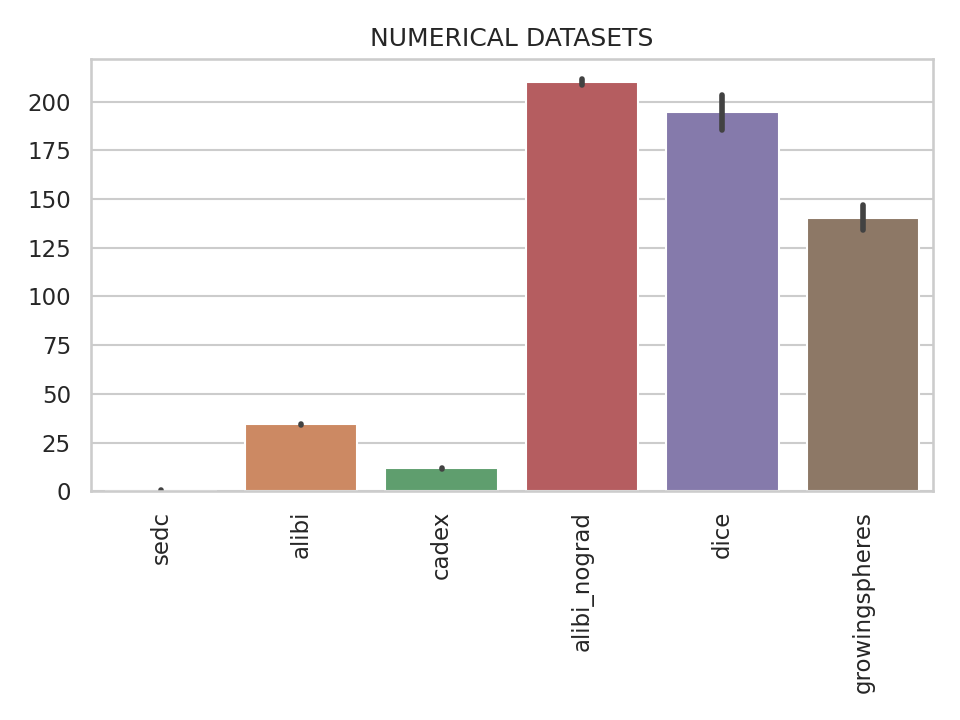 NUMERICAL DATASETS
200
175
150
125
100
75
50
25
0
sedc
alibi
cadex
alibi_nograd
dice
growingspheres